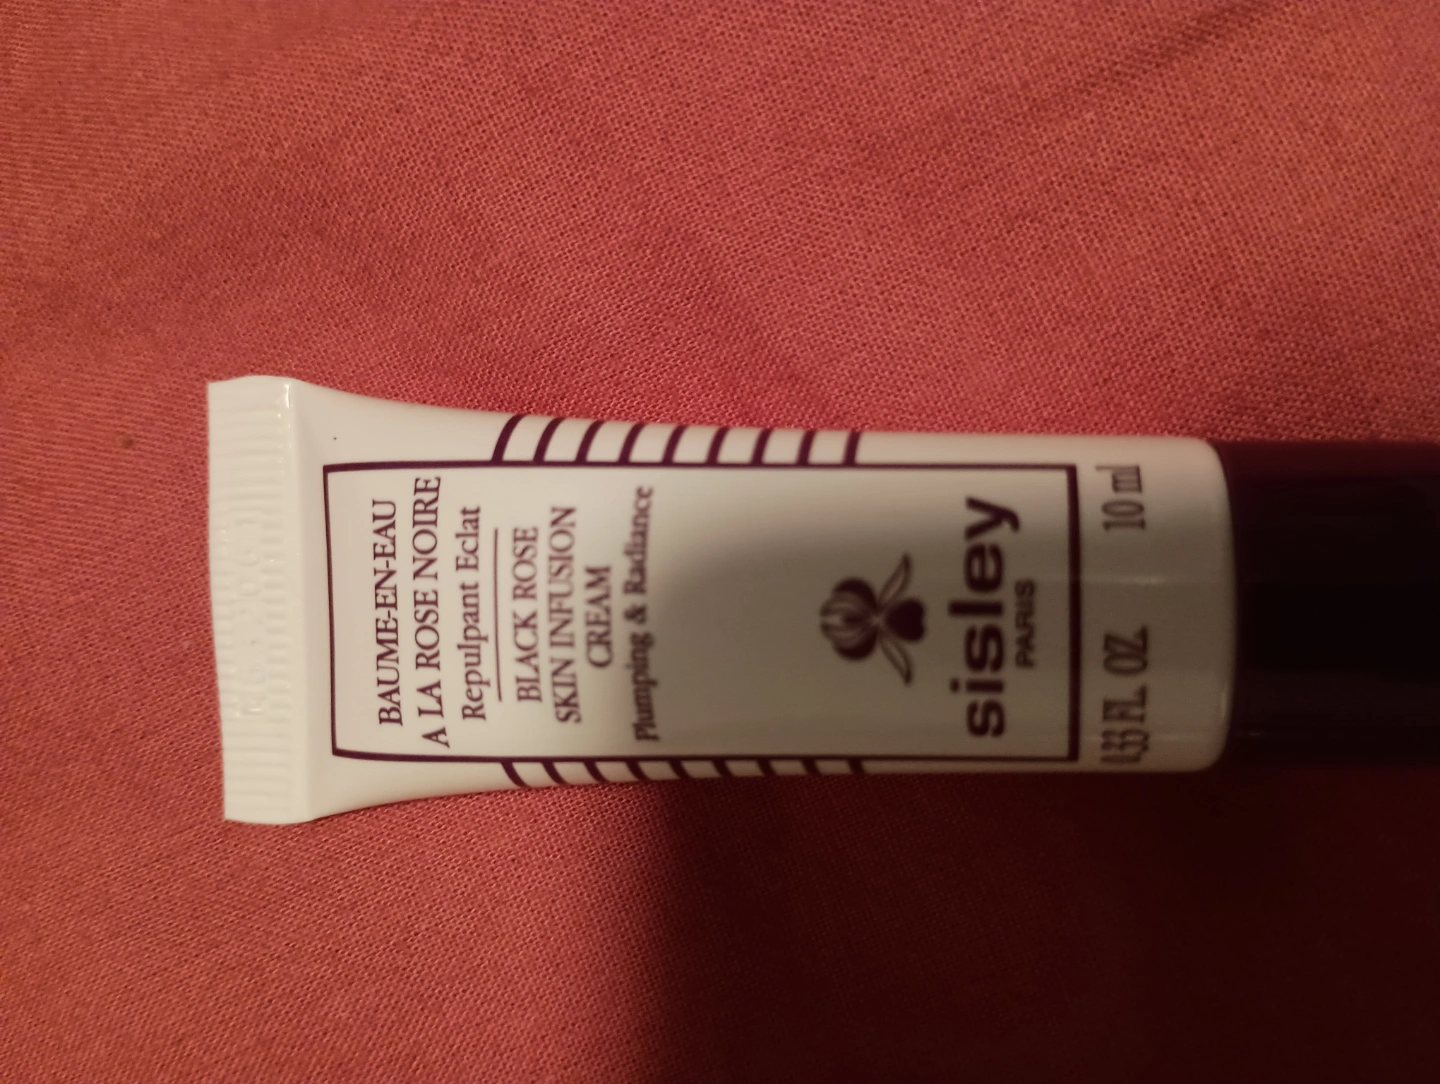 BAUME-EN-EAU
A LA ROSE NOIRE
Repulpant Eclat
BLACK ROSE
SKIN INFUSION
CREAM
Plumping & Radiance
sisley
PARIS
0.33 FL. OZ. 10 ml